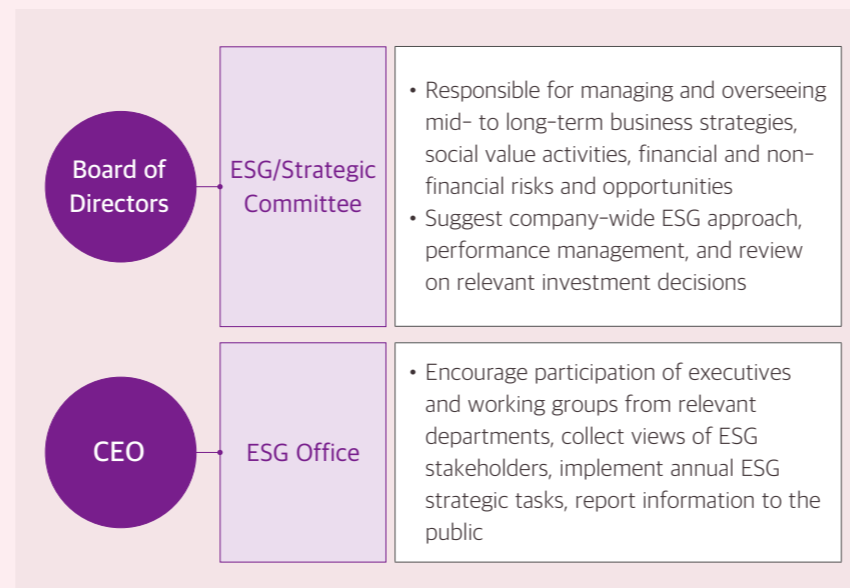 Board of
Directors
ESG/Strategic
Committee
• Responsible for managing and overseeing
mid- to long-term business strategies,
social value activities, financial and non-
financial risks and opportunities
• Suggest company-wide ESG approach,
performance management, and review
on relevant investment decisions
CEO
ESG Office
• Encourage participation of executives
and working groups from relevant
departments, collect views of ESG
stakeholders, implement annual ESG
strategic tasks, report information to the
public